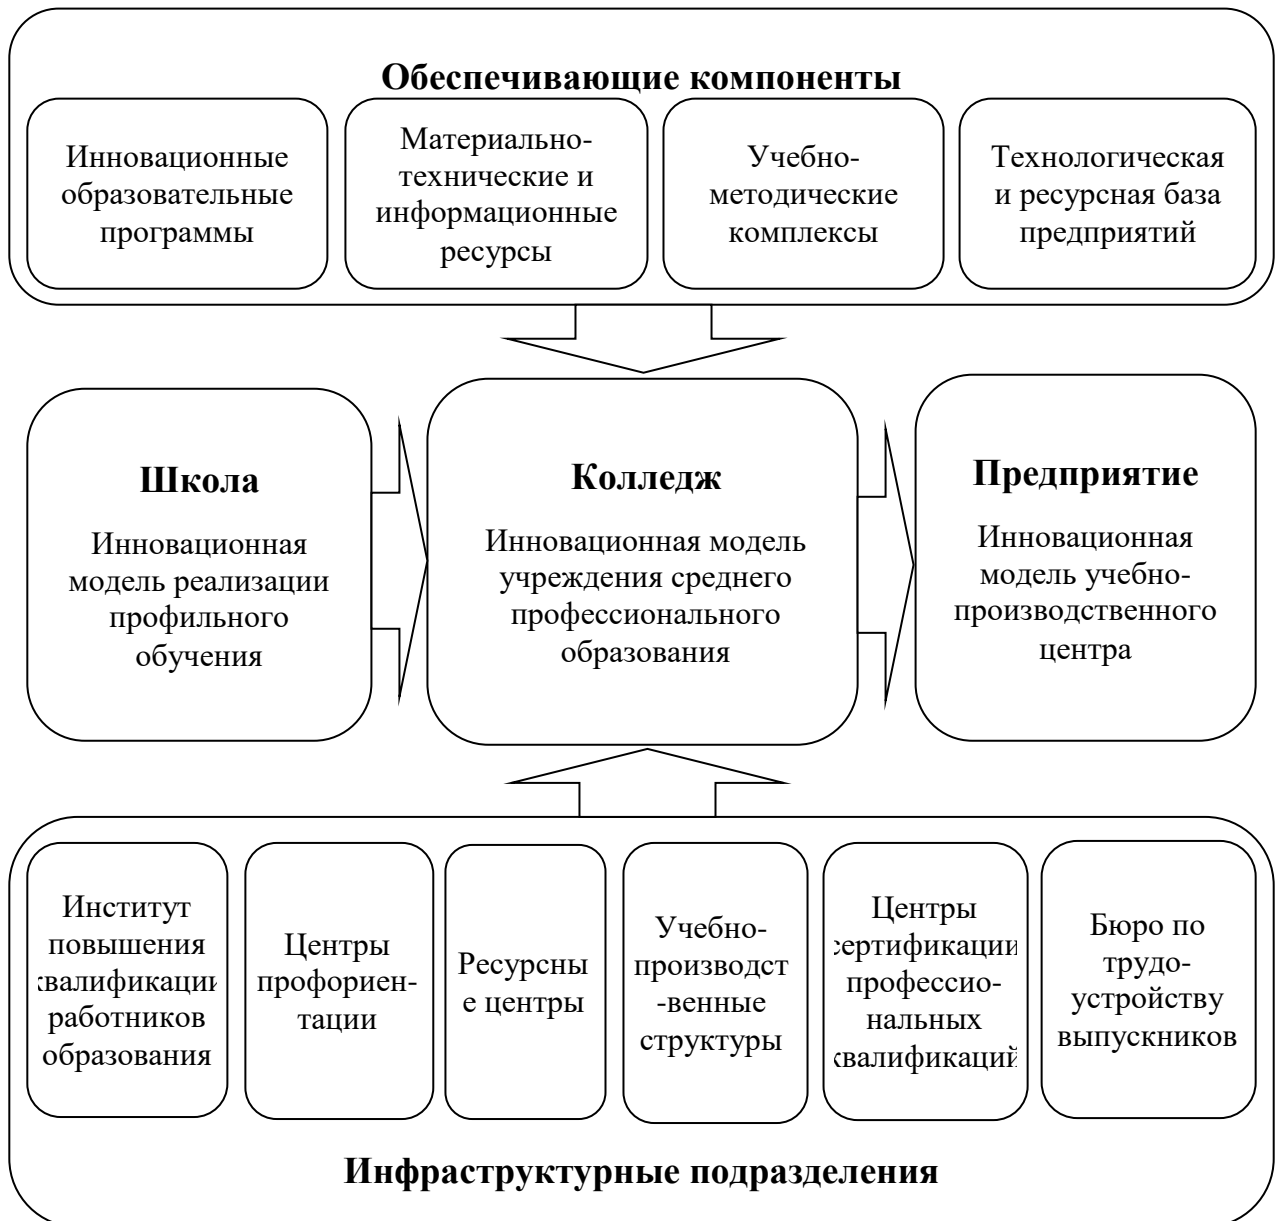 Обеспечивающие компоненты
Инновационные
образовательные
программы
Материально-
технические и
информационные
ресурсы
Учебно-
методические
комплексы
Технологическая
и ресурсная база
предприятий
Школа
Инновационная
модель реализации
профильного
обучения
Колледж
Инновационная модель
учреждения среднего
профессионального
образования
Предприятие
Инновационная
модель учебно-
производственного
центра
Институт
повышения
квалификации
работников
образования
Центры
профориен-
тации
Ресурсны
е центры
Учебно-
производст
-венные
структуры
Центры
сертификации
профессио-
нальных
квалификаций
Бюро по
трудо-
устройству
выпускников
Инфраструктурные подразделения